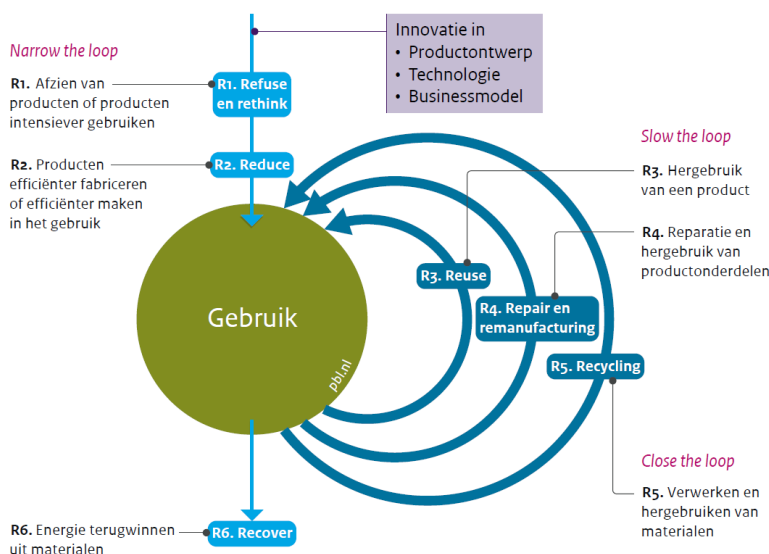 Innovatie in
• Productontwerp
• Technologie
• Businessmodel
Narrow the loop
R1. Afzien van
producten of producten
intensiever gebruiken
R1. Refuse
en rethink
R2. Producten
efficiënter fabriceren
of efficiënter maken
in het gebruik
R2. Reduce
Slow the loop
R3. Hergebruik
van een product
R4. Reparatie en
hergebruik van
productonderdelen
R3. Reuse
R4. Repair en
remanufacturing
R5. Recycling
Gebruik
pbl.nl
Close the loop
R5. Verwerken en
hergebruiken van
materialen
R6. Energie terugwinnen
uit materialen
R6. Recover